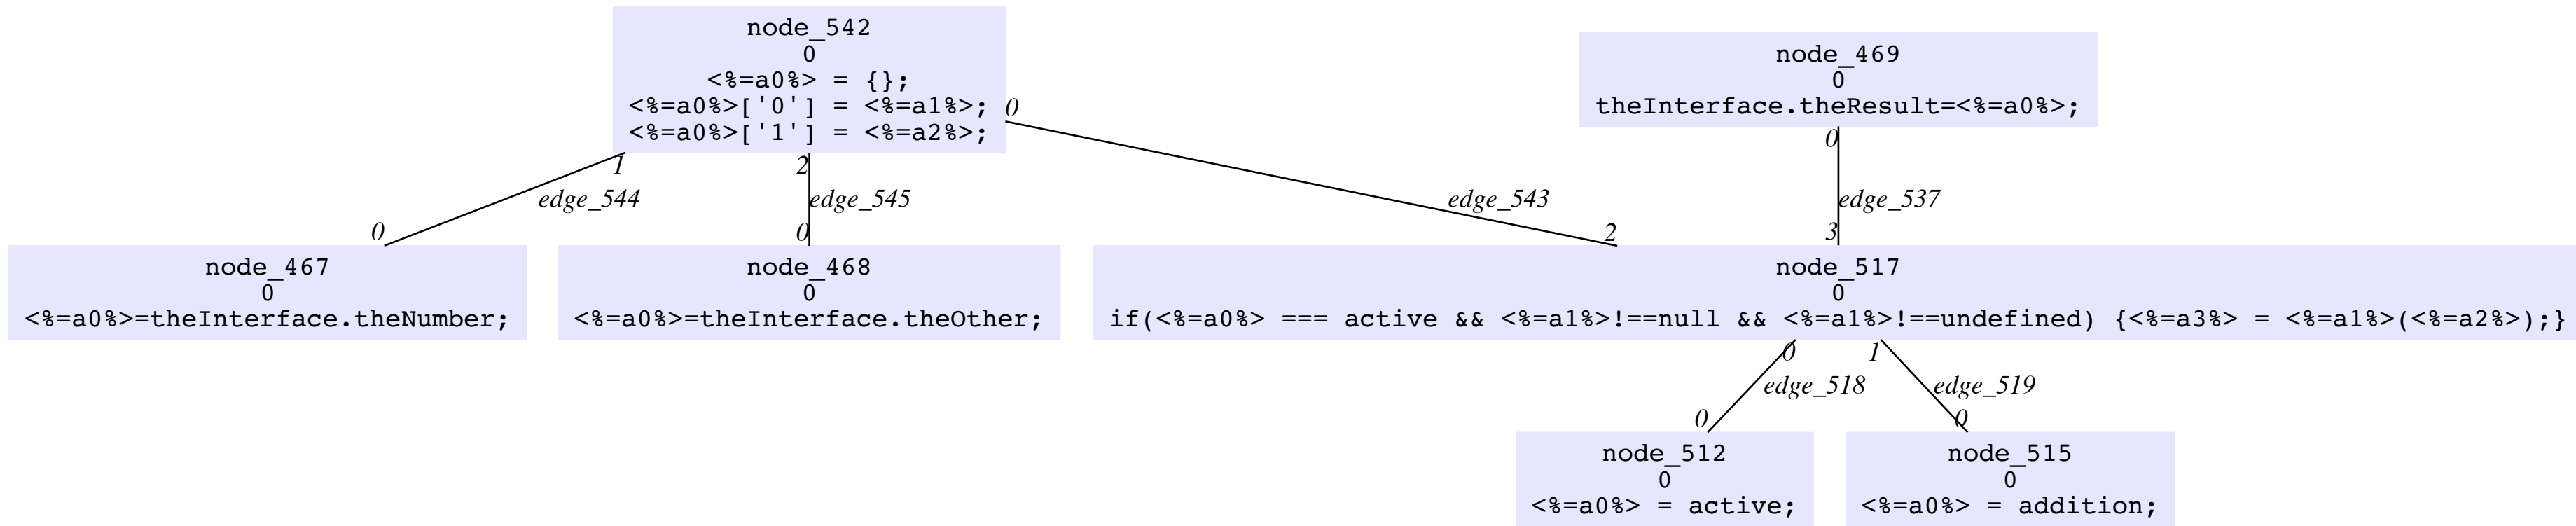 node_542
0
<%=a0%> = {};
<%=a0%>['0'] = <%=a1%>;
<%=a0%>['1'] = <%=a2%>;
node_469
0
theInterface.theResult=<%=a0%>;
0
1
2
0
edge_544
edge_545
edge_543
edge_537
0
0
2
3
node_467
0
<%=a0%>=theInterface.theNumber;
node_468
0
<%=a0%>=theInterface.theOther;
node_517
0
if(<%=a0%> === active && <%=a1%>!==null && <%=a1%>!==undefined) {<%=a3%> = <%=a1%>(<%=a2%>);}
0
1
edge_518
edge_519
0
0
node_512
0
<%=a0%> = active;
node_515
0
<%=a0%> = addition;